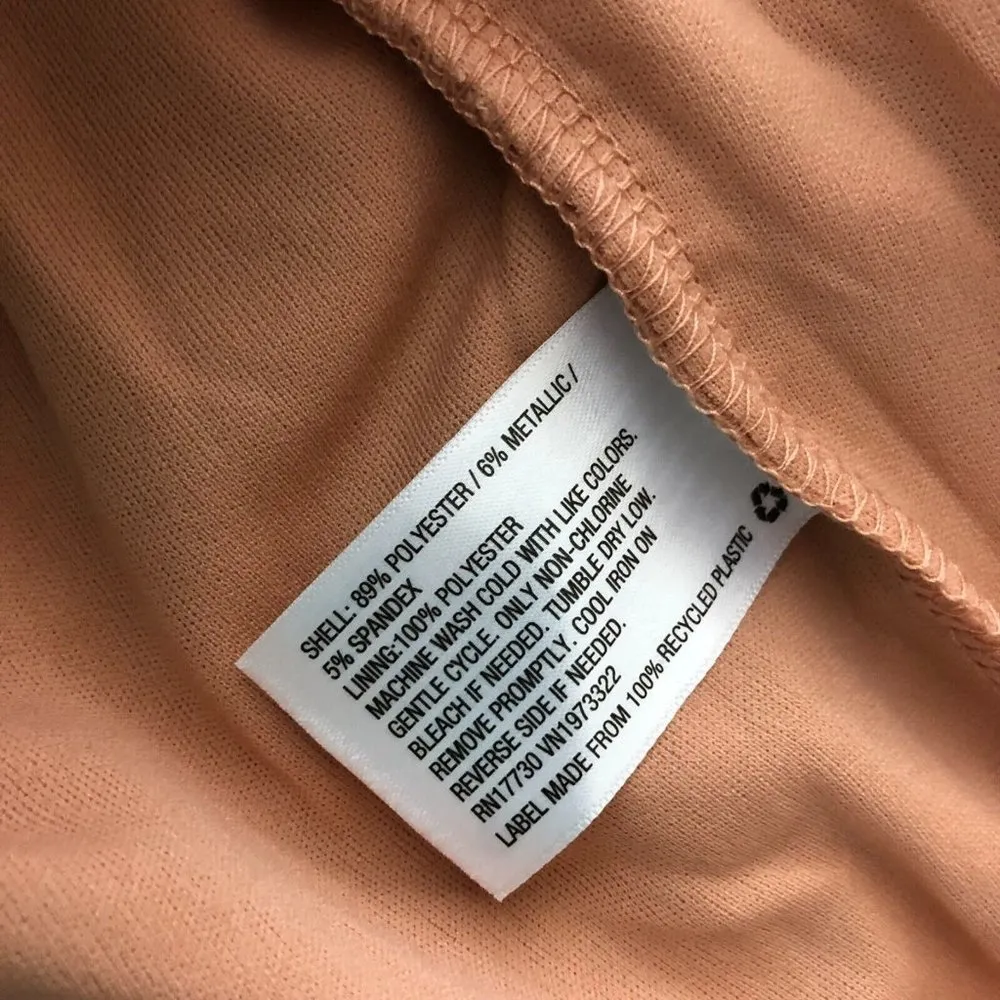 SHELL: 89% POLYESTER / 6% METALLIC /
5% SPANDEX
LINING:100% POLYESTER
MACHINE WASH COLD WITH LIKE COLORS.
GENTLE CYCLE. ONLY NON-CHLORINE
BLEACH IF NEEDED. TUMBLE DRY LOW.
REMOVE PROMPTLY. COOL IRON ON
REVERSE SIDE IF NEEDED.
RN17730 VN1973322
LABEL MADE FROM 100% RECYCLED PLASTIC